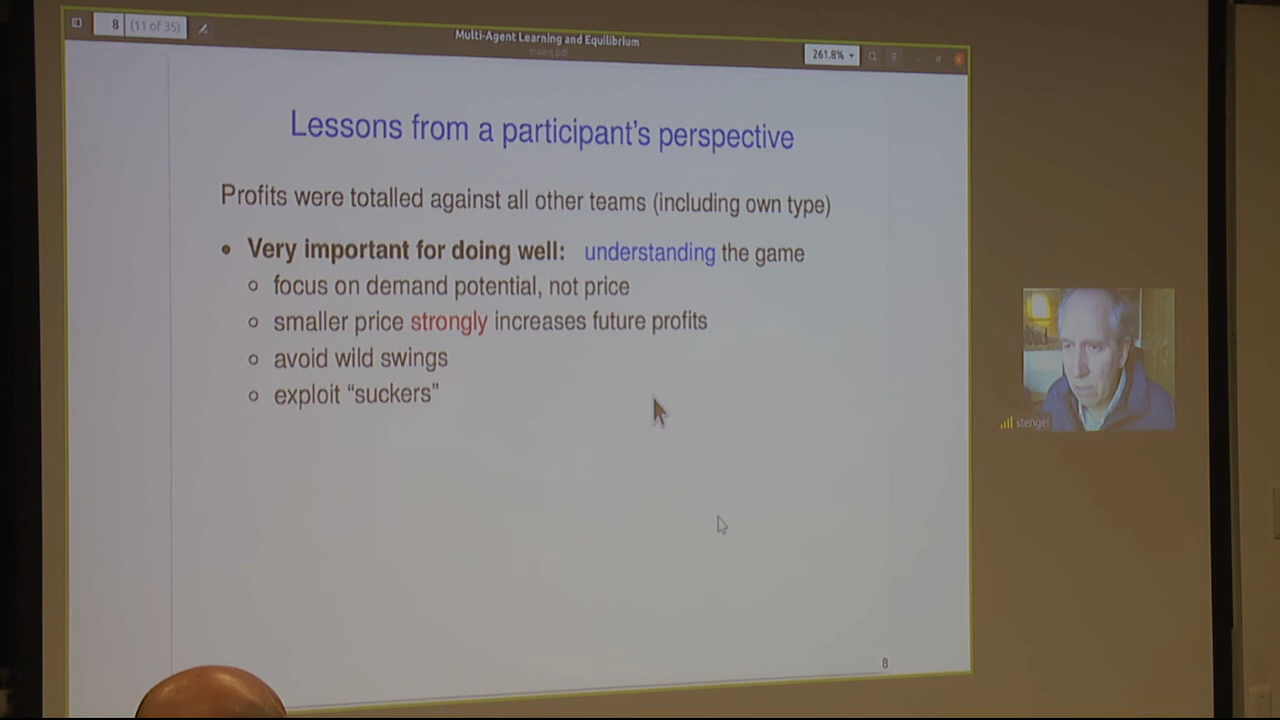 8 (11 of 35)
Multi-Agent Learning and Equilibrium
261.8%
Lessons from a participant's perspective
Profits were totalled against all other teams (including own type)
• Very important for doing well: understanding the game
∘ focus on demand potential, not price
∘ smaller price strongly increases future profits
∘ avoid wild swings
∘ exploit “suckers”
stengel
8